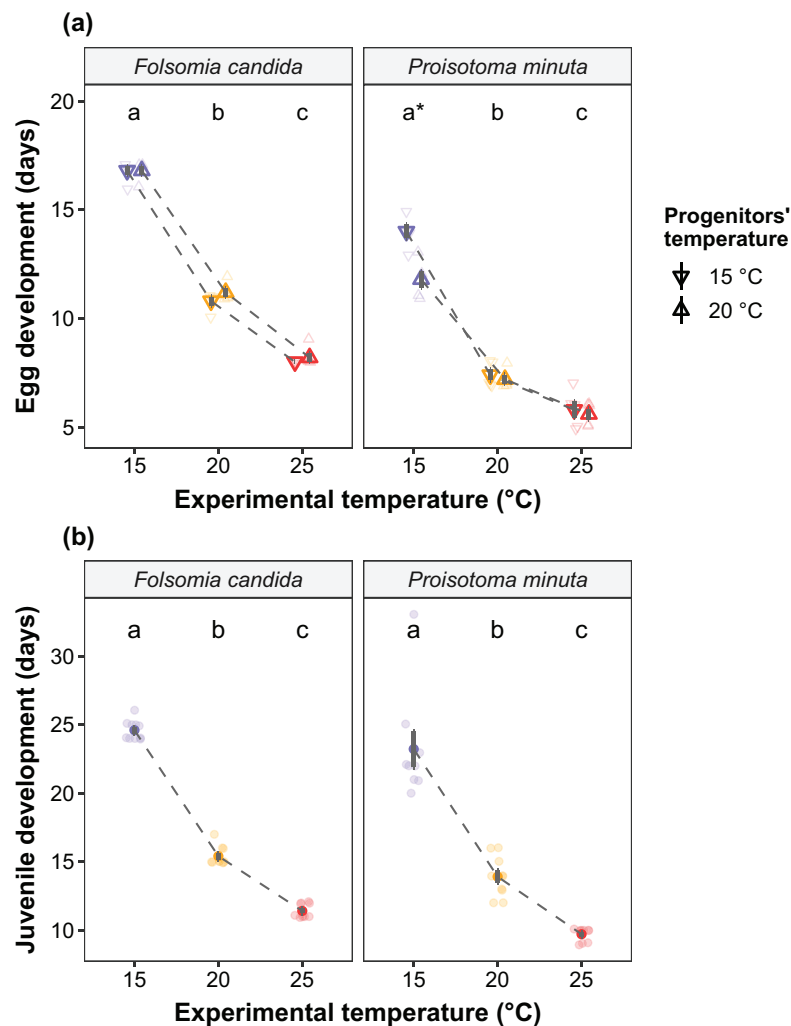 (a)
Folsomia candida
Proisotoma minuta
a b c
a* b c
20
15
10
5
Egg development (days)
15 20 25
15 20 25
Experimental temperature (°C)
Progenitors'
temperature
15 °C
20 °C
(b)
Folsomia candida
Proisotoma minuta
a b c
a b c
30
25
20
15
10
Juvenile development (days)
15 20 25
15 20 25
Experimental temperature (°C)